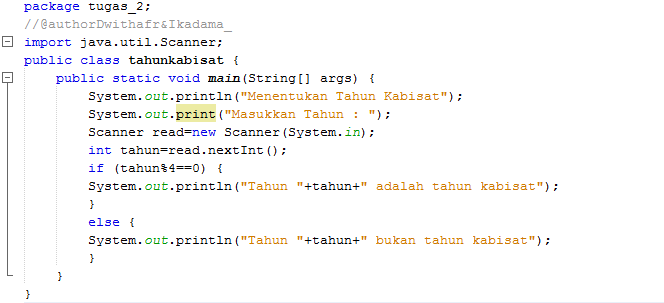 package tugas_2;
//@authorDwithafr&Ikadama_
import java.util.Scanner;
public class tahunkabisat {
public static void main(String[] args) {
System.out.println("Menentukan Tahun Kabisat");
System.out.print("Masukkan Tahun : ");
Scanner read=new Scanner(System.in);
int tahun=read.nextInt();
if (tahun%4==0) {
System.out.println("Tahun "+tahun+" adalah tahun kabisat");
}
else {
System.out.println("Tahun "+tahun+" bukan tahun kabisat");
}
}
}